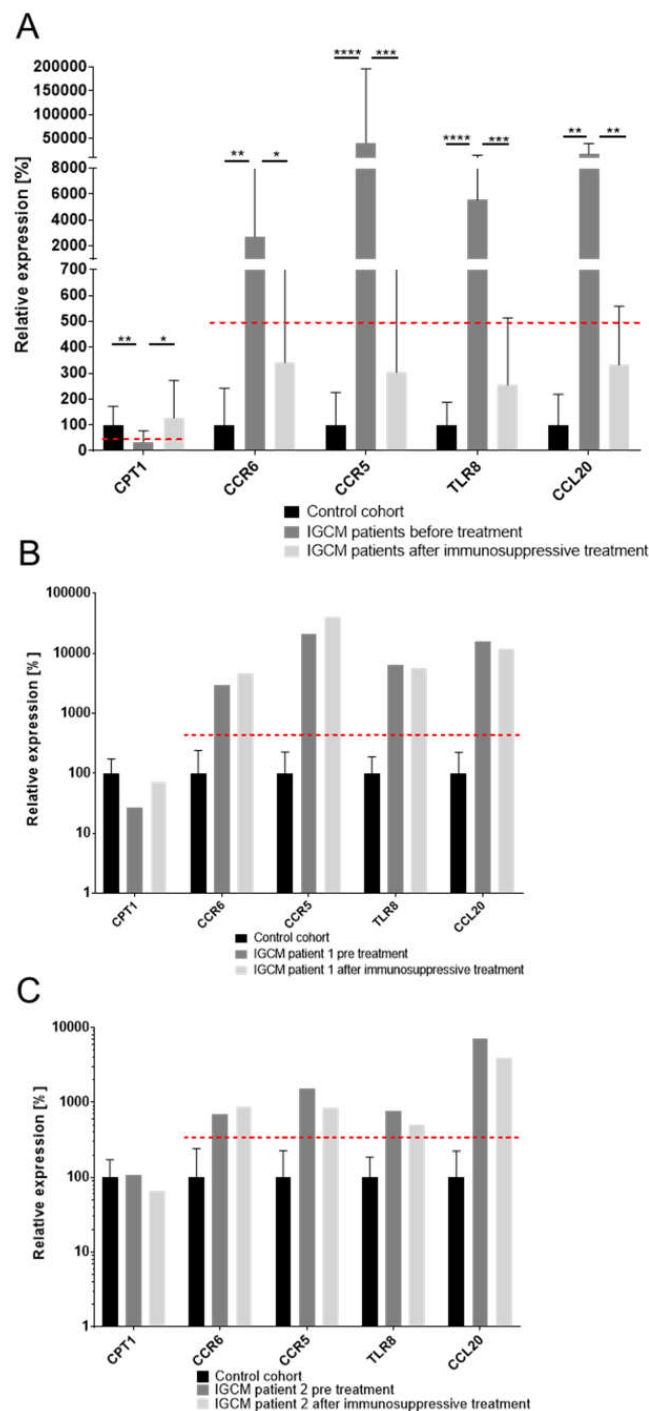 A
Relative expression [%]
200000
150000
100000
50000
8000
6000
4000
2000
700
600
500
400
300
200
100
0
** *
** *
**** ***
**** ***
** **
CPT1 CCR6 CCR5 TLR8 CCL20
Control cohort
IGCM patients before treatment
IGCM patients after immunosuppressive treatment
B
Relative expression [%]
100000
10000
1000
100
10
1
CPT1 CCR6 CCR5 TLR8 CCL20
Control cohort
IGCM patient 1 pre treatment
IGCM patient 1 after immunosuppressive treatment
C
Relative expression [%]
10000
1000
100
10
1
CPT1 CCR6 CCR5 TLR8 CCL20
Control cohort
IGCM patient 2 pre treatment
IGCM patient 2 after immunosuppressive treatment